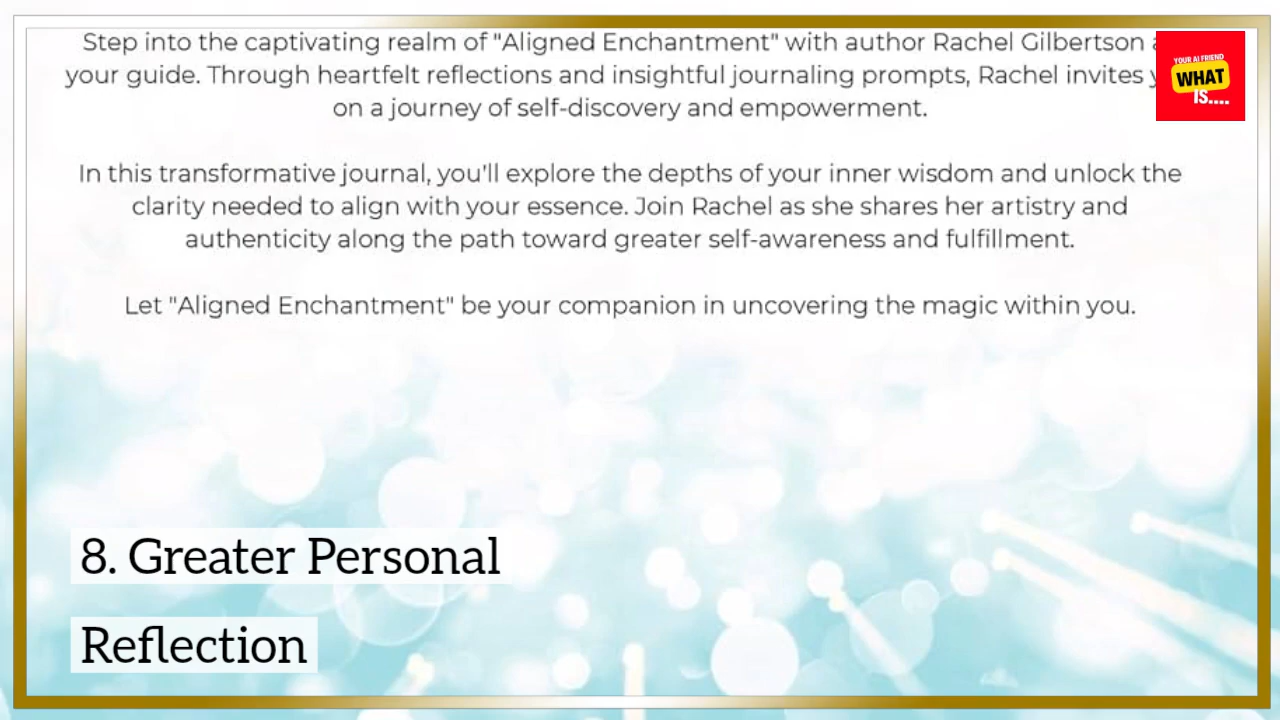 Step into the captivating realm of "Aligned Enchantment" with author Rachel Gilbertson
your guide. Through heartfelt reflections and insightful journaling prompts, Rachel invites
on a journey of self-discovery and empowerment.
In this transformative journal, you'll explore the depths of your inner wisdom and unlock the
clarity needed to align with your essence. Join Rachel as she shares her artistry and
authenticity along the path toward greater self-awareness and fulfillment.
Let "Aligned Enchantment" be your companion in uncovering the magic within you.
YOUR AI FRIEND
WHAT
IS....
8. Greater Personal
Reflection